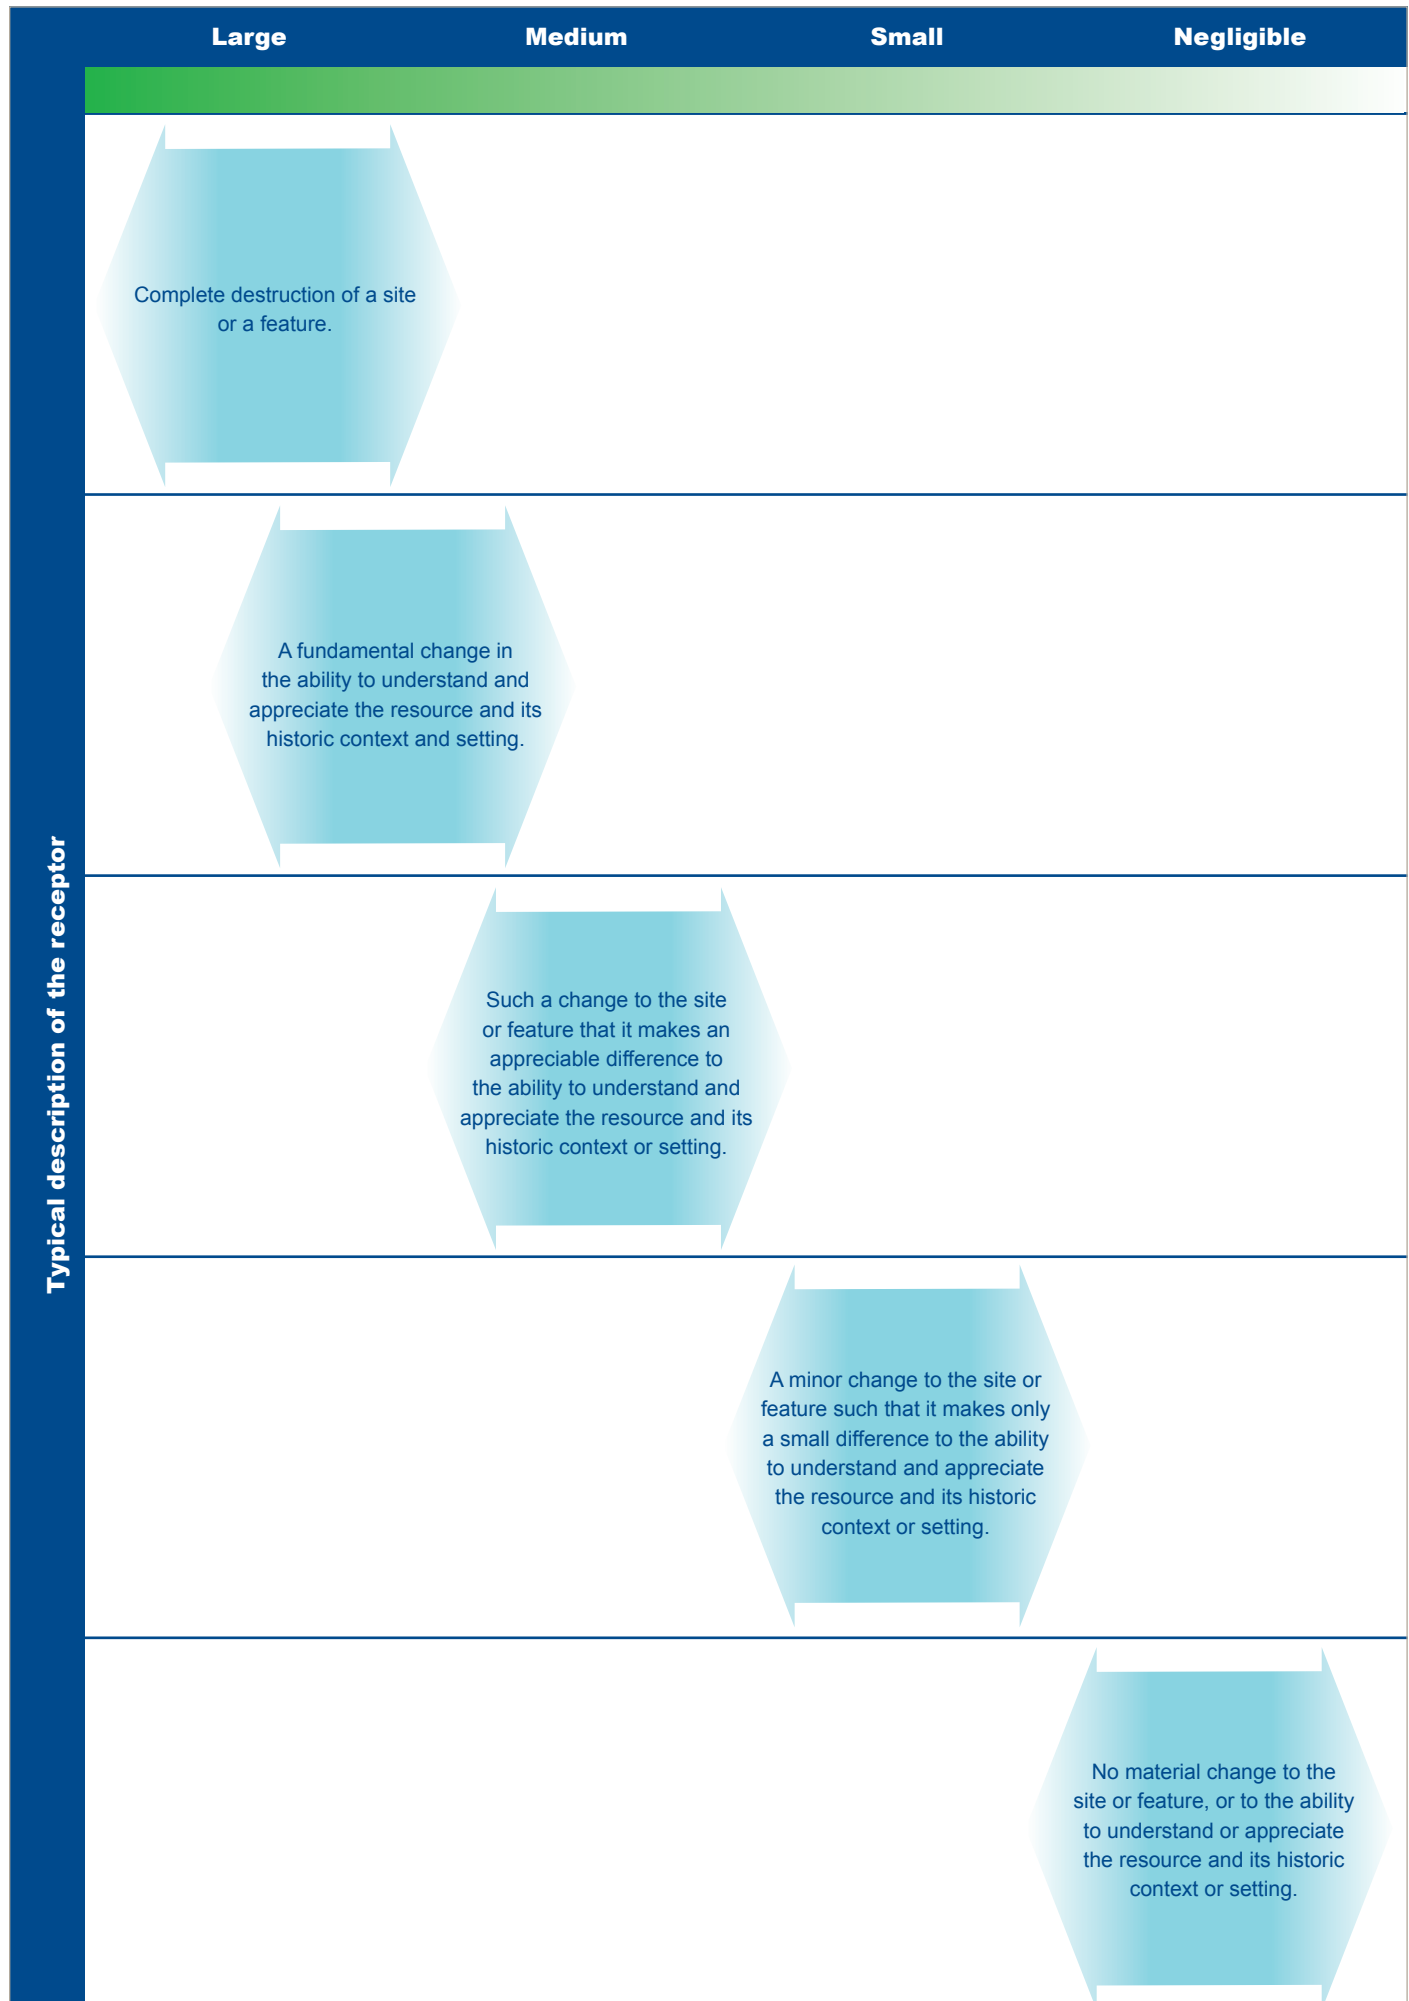 Large
Medium
Small
Negligible
Typical description of the receptor
Complete destruction of a site
or a feature.
A fundamental change in
the ability to understand and
appreciate the resource and its
historic context and setting.
Such a change to the site
or feature that it makes an
appreciable difference to
the ability to understand and
appreciate the resource and its
historic context or setting.
A minor change to the site or
feature such that it makes only
a small difference to the ability
to understand and appreciate
the resource and its historic
context or setting.
No material change to the
site or feature, or to the ability
to understand or appreciate
the resource and its historic
context or setting.